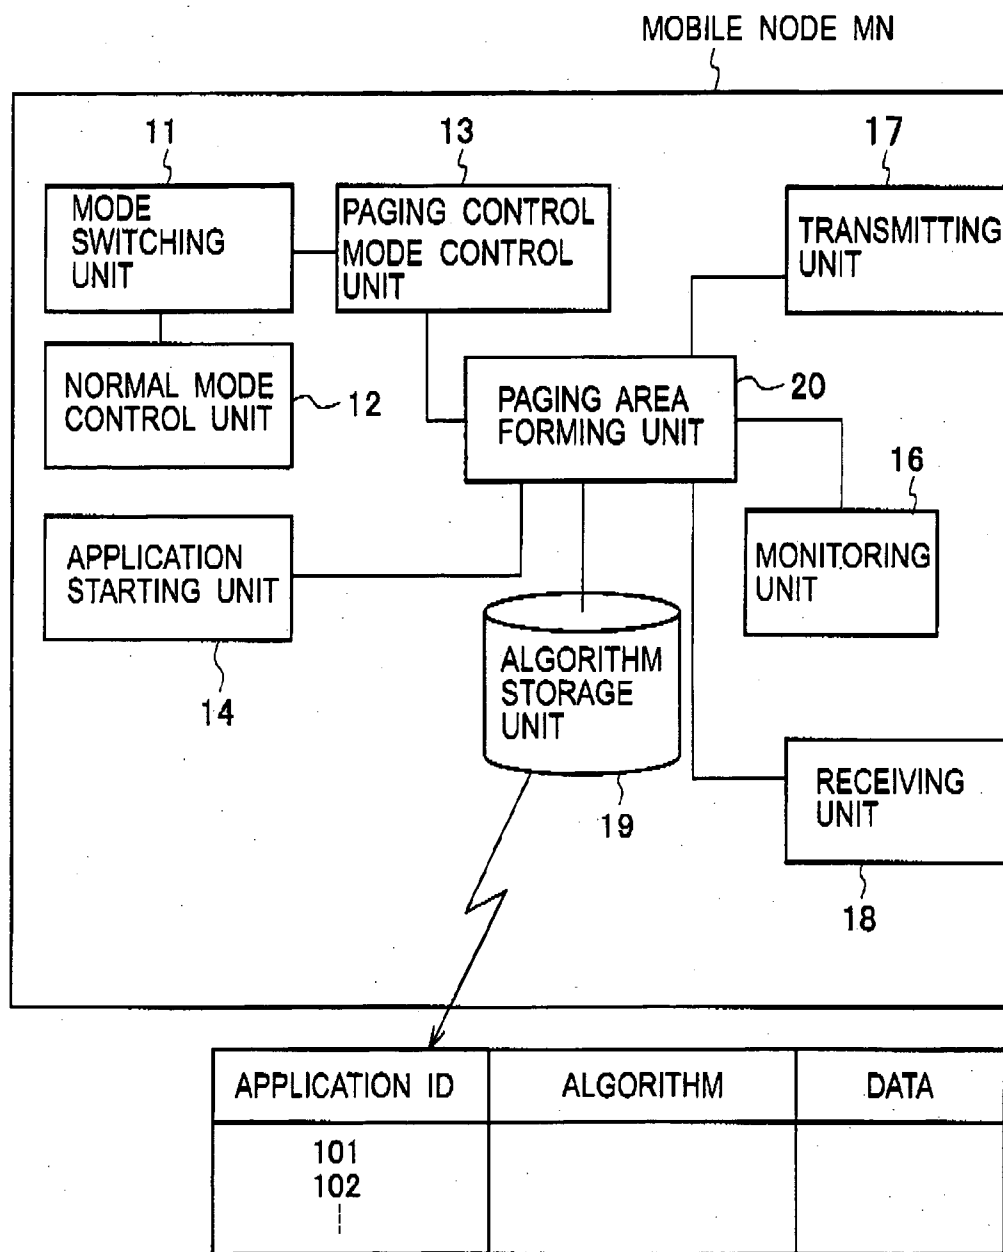 MOBILE NODE MN
11
13
17
MODE
SWITCHING
UNIT
PAGING CONTROL
MODE CONTROL
UNIT
TRANSMITTING
UNIT
NORMAL MODE
CONTROL UNIT
12
PAGING AREA
FORMING UNIT
20
16
APPLICATION
STARTING UNIT
MONITORING
UNIT
14
ALGORITHM
STORAGE
UNIT
19
RECEIVING
UNIT
18
APPLICATION ID
ALGORITHM
DATA
101
102